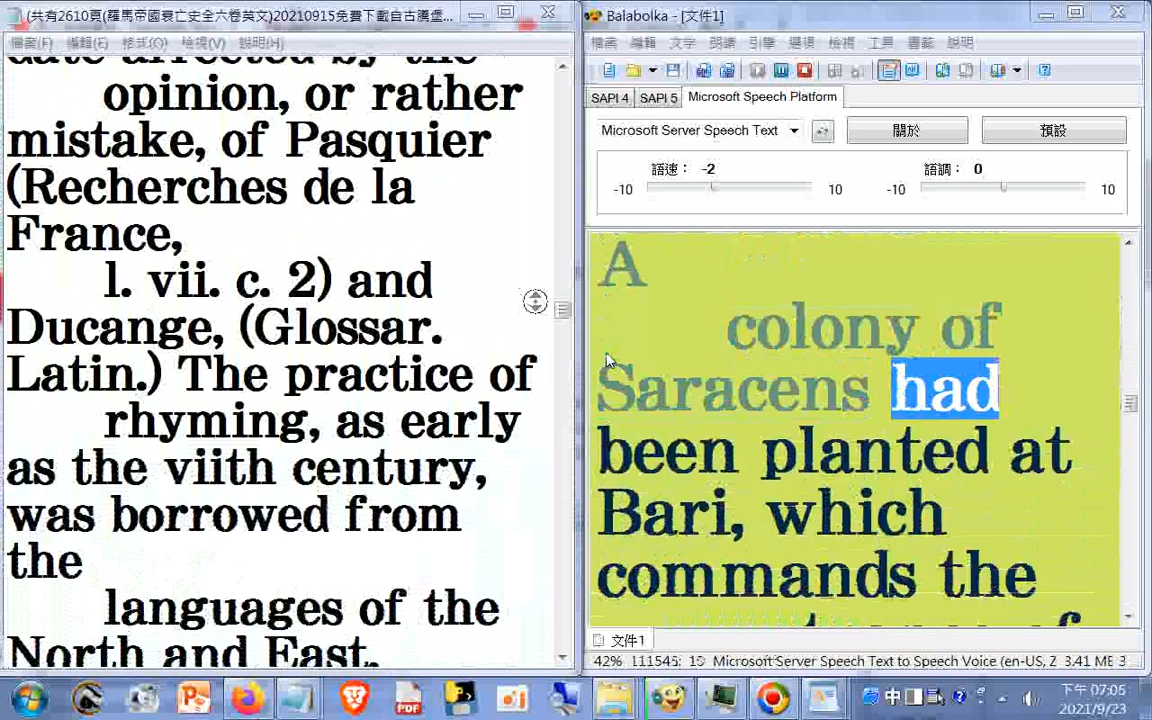 (共有2610頁(羅馬帝國衰亡史全六卷英文)20210915免費下載自古騰堡...
檔案(F) 編輯(E) 格式(O) 檢視(V) 說明(H)
date affected by the
opinion, or rather
mistake, of Pasquier
(Recherches de la
France,
l. vii. c. 2) and
Ducange, (Glossar.
Latin.) The practice of
rhyming, as early
as the viith century,
was borrowed from
the
languages of the
North and East,
Balabolka - [文件1]
檔案 編輯 文字 朗讀 引擎 選項 檢視 工具 書籤 說明
SAPI 4 SAPI 5 Microsoft Speech Platform
Microsoft Server Speech Text 關於 預設
語速： -2 語調： 0
-10 10 -10 10
A
colony of
Saracens had
been planted at
Bari, which
commands the
文件1
42% 111545: 1 Microsoft Server Speech Text to Speech Voice (en-US, Z 3.41 ME 3
中
下午 07:05
2021/9/23